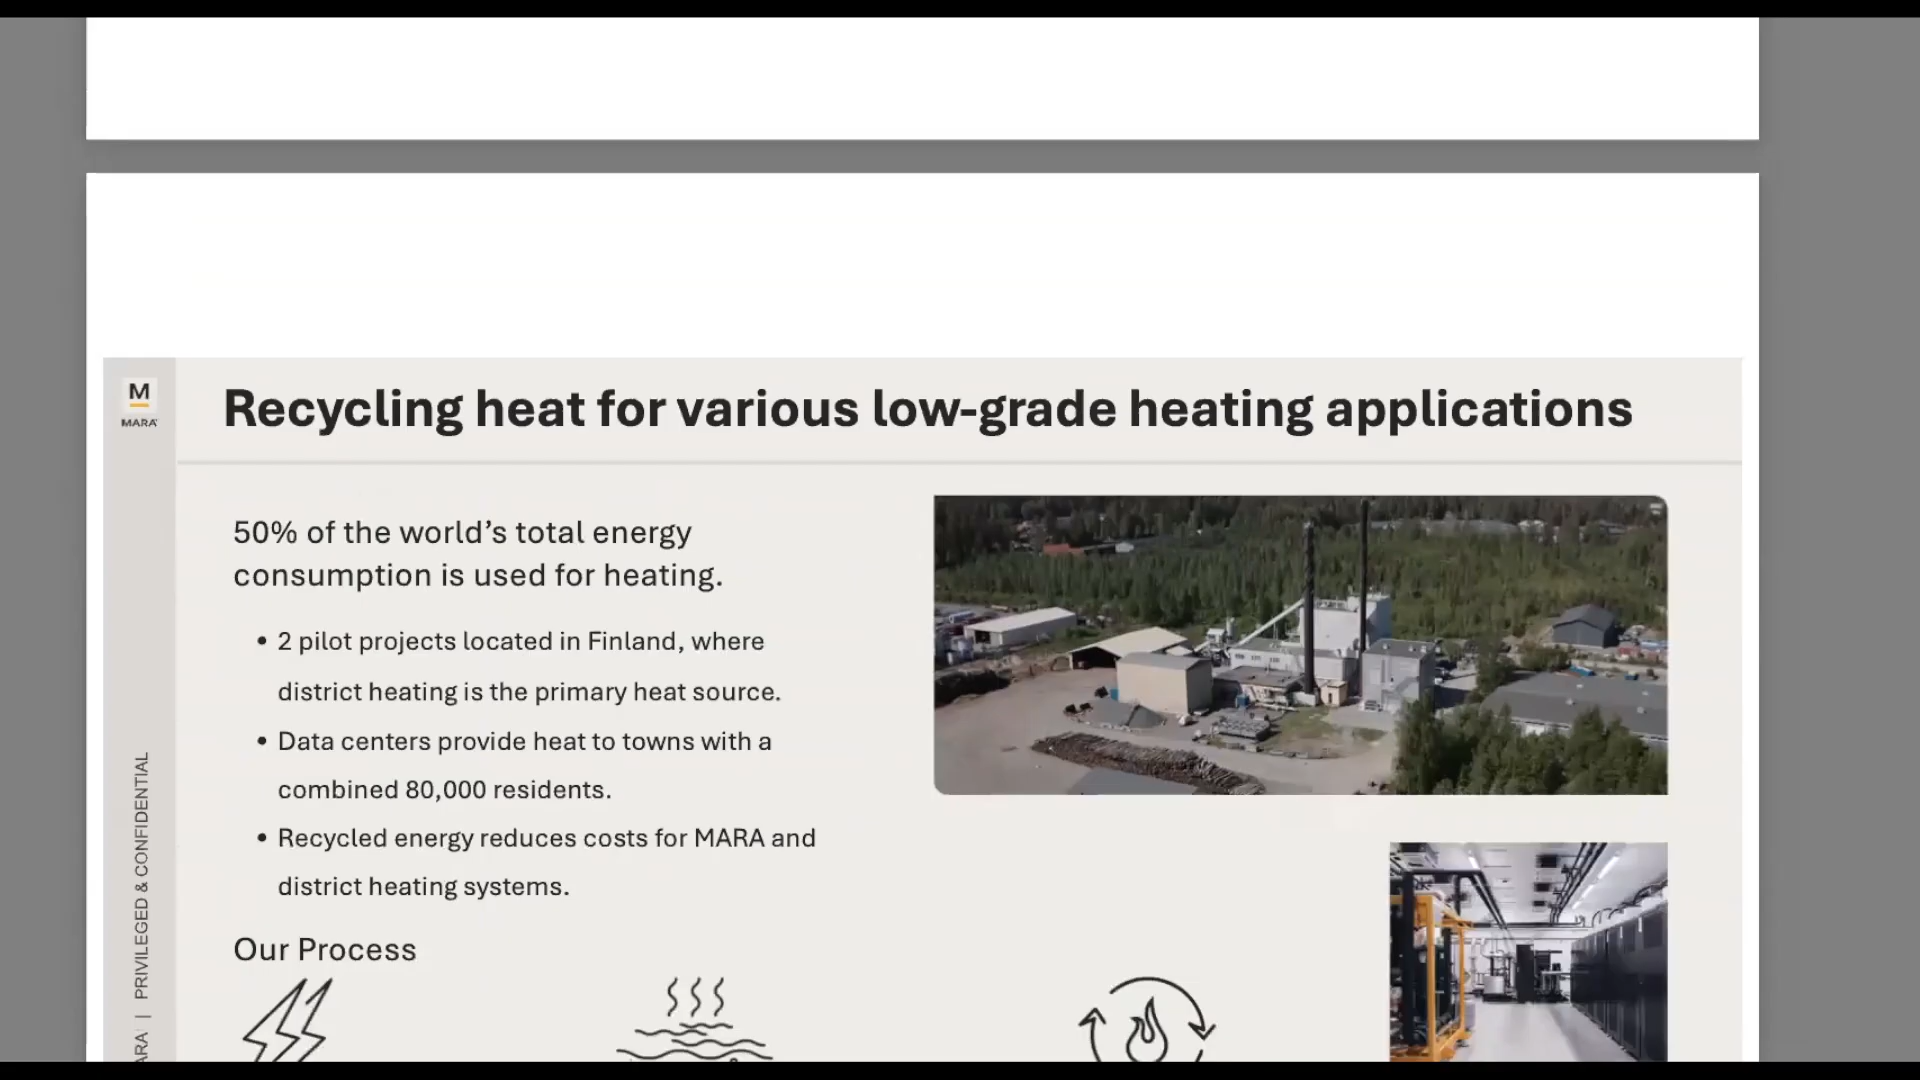 M
MARA
Recycling heat for various low-grade heating applications
50% of the world’s total energy
consumption is used for heating.
• 2 pilot projects located in Finland, where
district heating is the primary heat source.
• Data centers provide heat to towns with a
combined 80,000 residents.
• Recycled energy reduces costs for MARA and
district heating systems.
Our Process
ARA | PRIVILEGED & CONFIDENTIAL